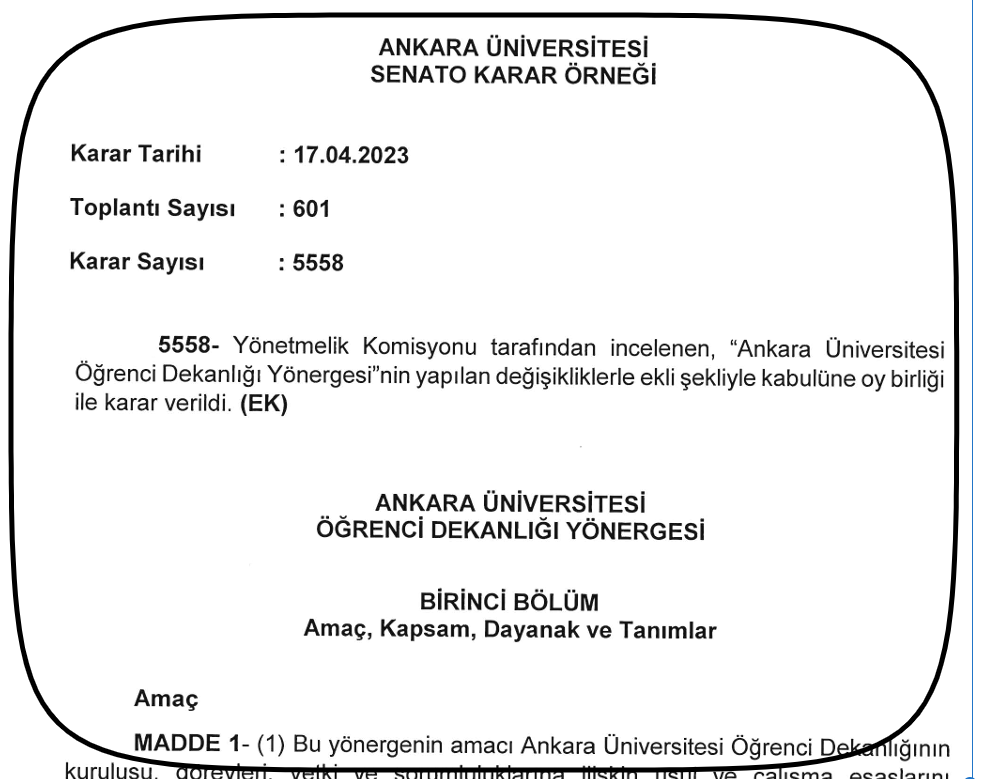 ANKARA ÜNİVERSİTESİ
SENATO KARAR ÖRNEĞİ
Karar Tarihi : 17.04.2023
Toplantı Sayısı : 601
Karar Sayısı : 5558
5558- Yönetmelik Komisyonu tarafından incelenen, “Ankara Üniversitesi
Öğrenci Dekanlığı Yönergesi”nin yapılan değişikliklerle ekli şekliyle kabulüne oy birliği
ile karar verildi. (EK)
ANKARA ÜNİVERSİTESİ
ÖĞRENCİ DEKANLIĞI YÖNERGESİ
BİRİNCİ BÖLÜM
Amaç, Kapsam, Dayanak ve Tanımlar
Amaç
MADDE 1- (1) Bu yönergenin amacı Ankara Üniversitesi Öğrenci Dekanlığının
kuruluşu, görevleri, yetki ve sorumluluklarına ilişkin usul ve çalışma esaslarını